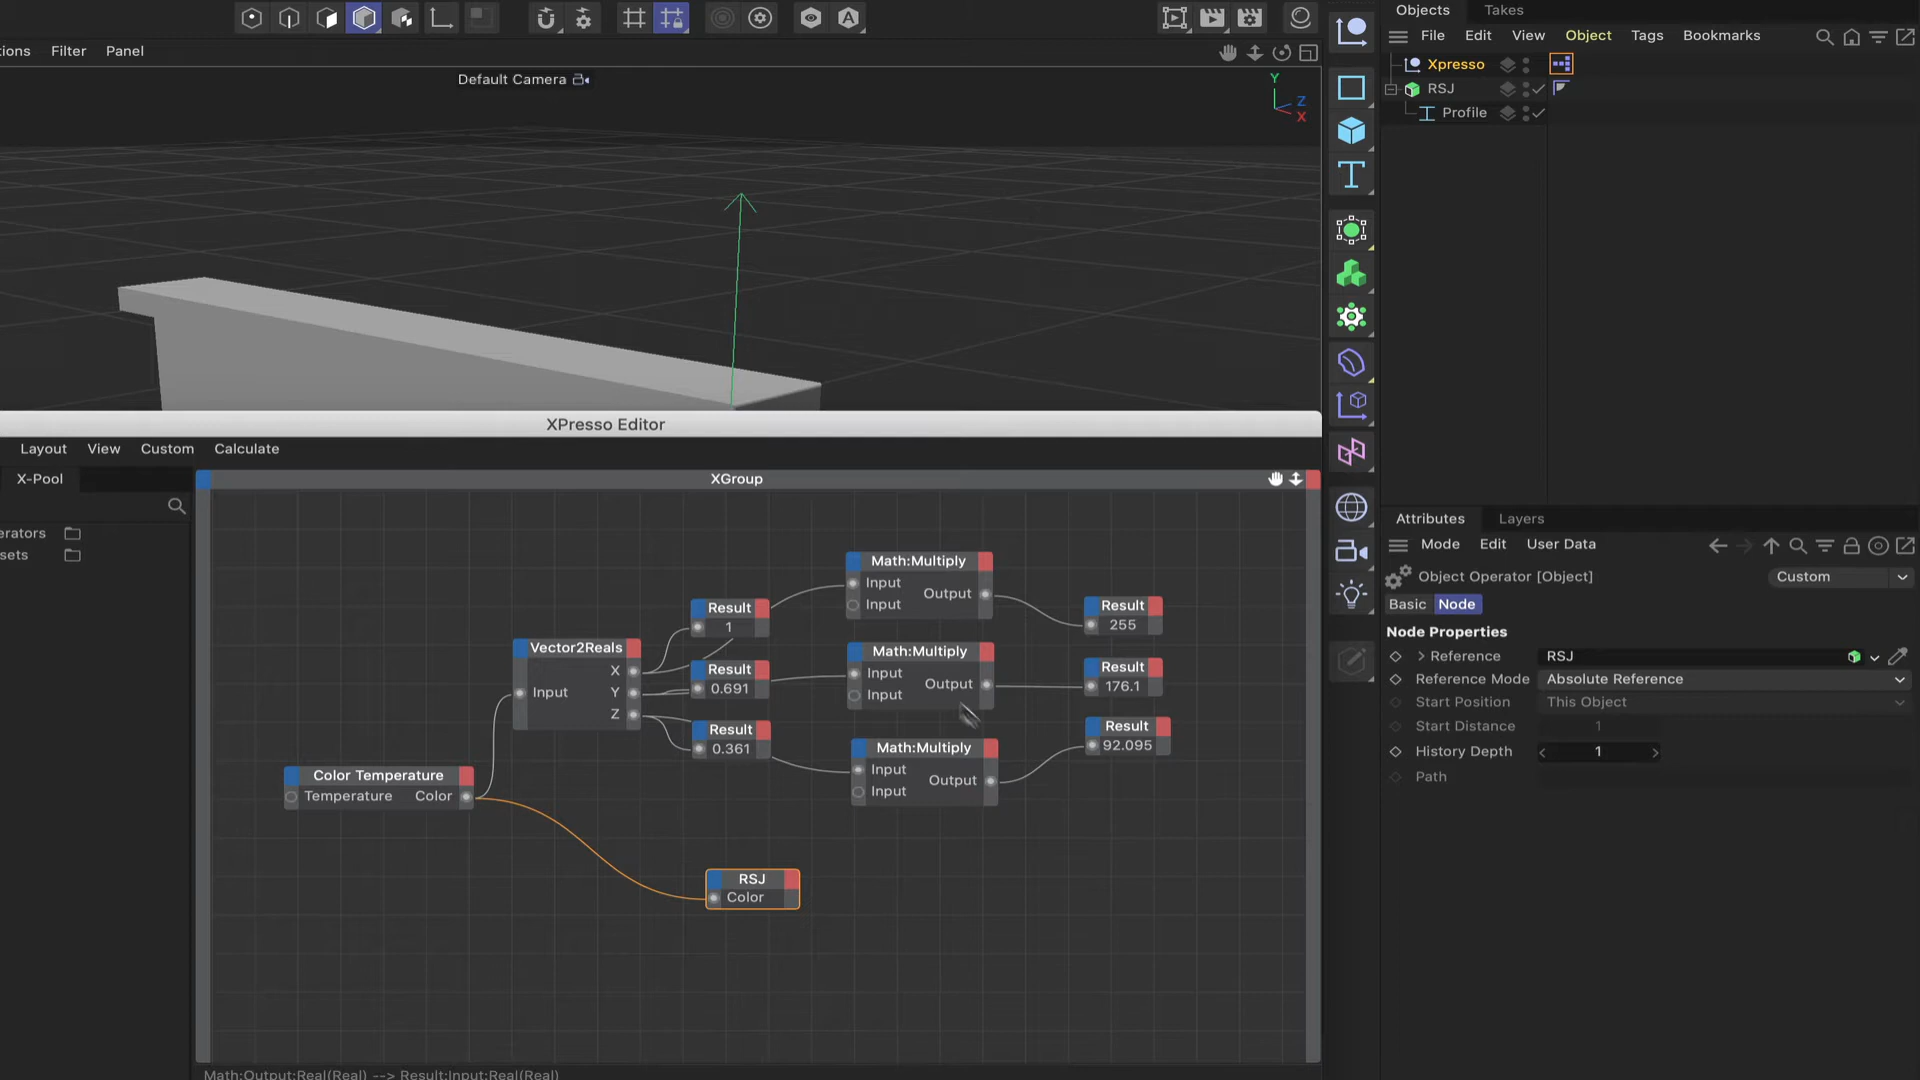 Objects Takes
File Edit View Object Tags Bookmarks
ions Filter Panel
Default Camera
Y
Z
X
Xpresso
RSJ
Profile
XPresso Editor
Layout View Custom Calculate
X-Pool
XGroup
erators
sets
Math:Multiply
Input
Output
Input
Result
1
Result
255
Vector2Reals
X
Input
Y
Z
Math:Multiply
Input
Output
Input
Result
0.691
Result
176.1
Result
0.361
Result
92.095
Math:Multiply
Input
Output
Input
Color Temperature
Temperature Color
RSJ
Color
Math:Output:Real(Real) --> Result:Input:Real(Real)
Attributes Layers
Mode Edit User Data
Object Operator [Object]
Custom
Basic Node
Node Properties
Reference RSJ
Reference Mode Absolute Reference
Start Position This Object
Start Distance 1
History Depth 1
Path